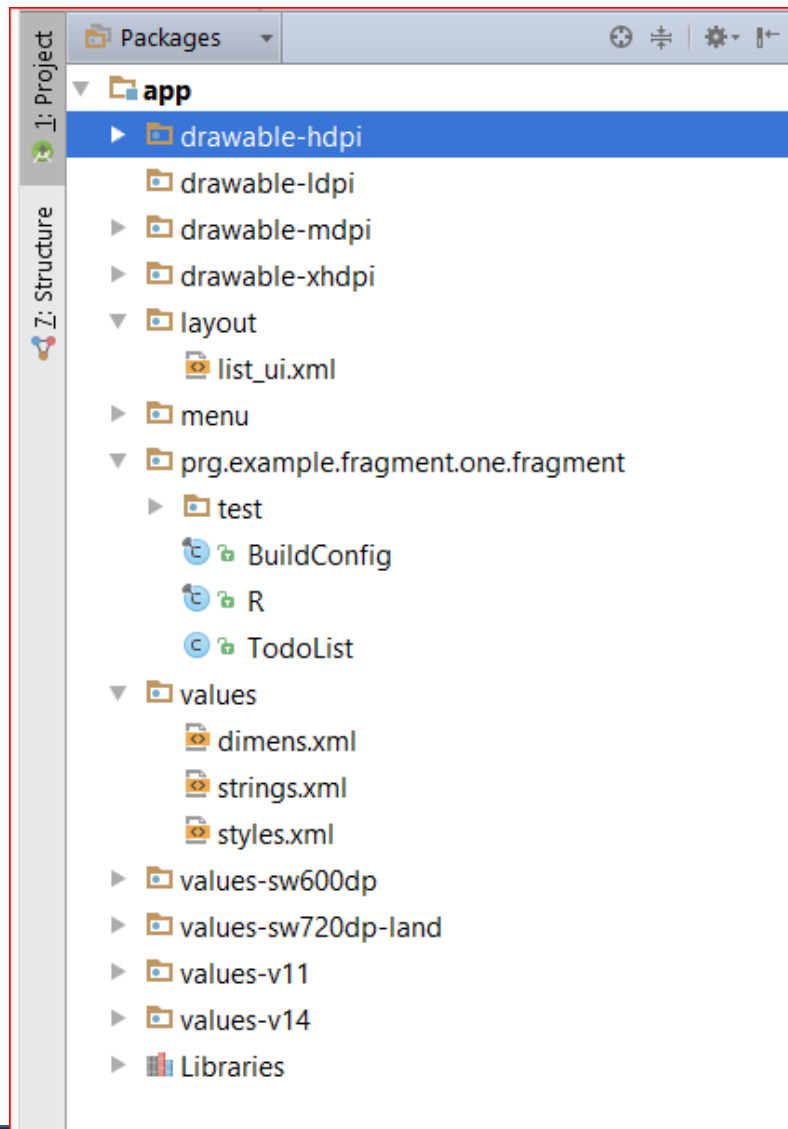 1: Project
7: Structure
Packages
app
drawable-hdpi
drawable-ldpi
drawable-mdpi
drawable-xhdpi
layout
list_ui.xml
menu
prg.example.fragment.one.fragment
test
BuildConfig
R
TodoList
values
dimens.xml
strings.xml
styles.xml
values-sw600dp
values-sw720dp-land
values-v11
values-v14
Libraries